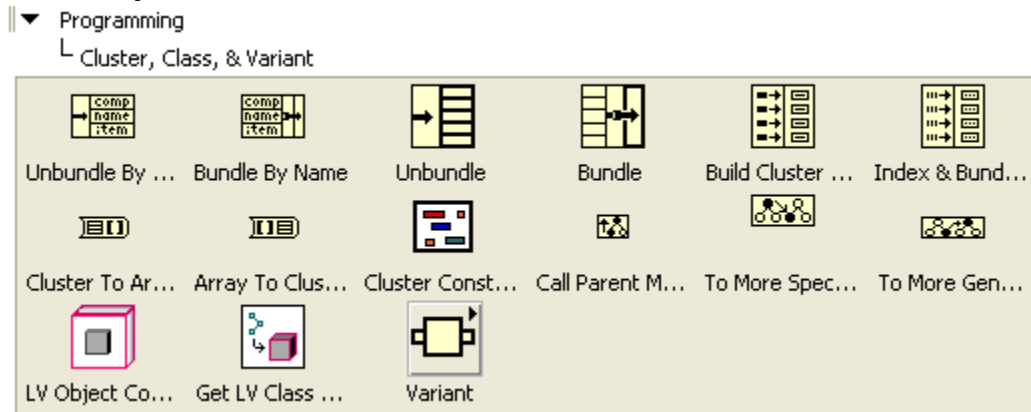 Programming
Cluster, Class, & Variant
comp name item
comp name item
Unbundle By ... Bundle By Name Unbundle Bundle Build Cluster ... Index & Bund...
Cluster To Ar... Array To Clus... Cluster Const... Call Parent M... To More Spec... To More Gen...
LV Object Co... Get LV Class ... Variant